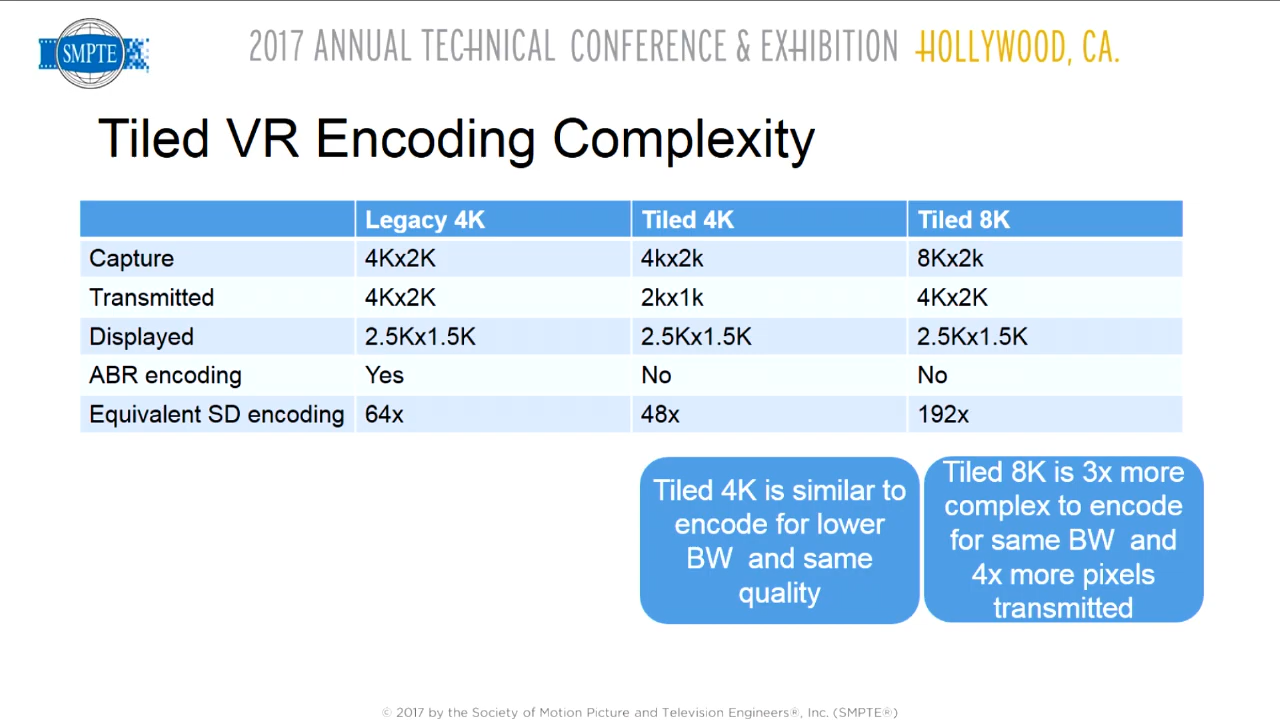 SMPTE
2017 ANNUAL TECHNICAL CONFERENCE & EXHIBITION HOLLYWOOD, CA.
Tiled VR Encoding Complexity
Legacy 4K Tiled 4K Tiled 8K
Capture 4Kx2K 4kx2k 8Kx2k
Transmitted 4Kx2K 2kx1k 4Kx2K
Displayed 2.5Kx1.5K 2.5Kx1.5K 2.5Kx1.5K
ABR encoding Yes No No
Equivalent SD encoding 64x 48x 192x
Tiled 4K is similar to
encode for lower
BW and same
quality
Tiled 8K is 3x more
complex to encode
for same BW and
4x more pixels
transmitted
© 2017 by the Society of Motion Picture and Television Engineers®, Inc. (SMPTE®)